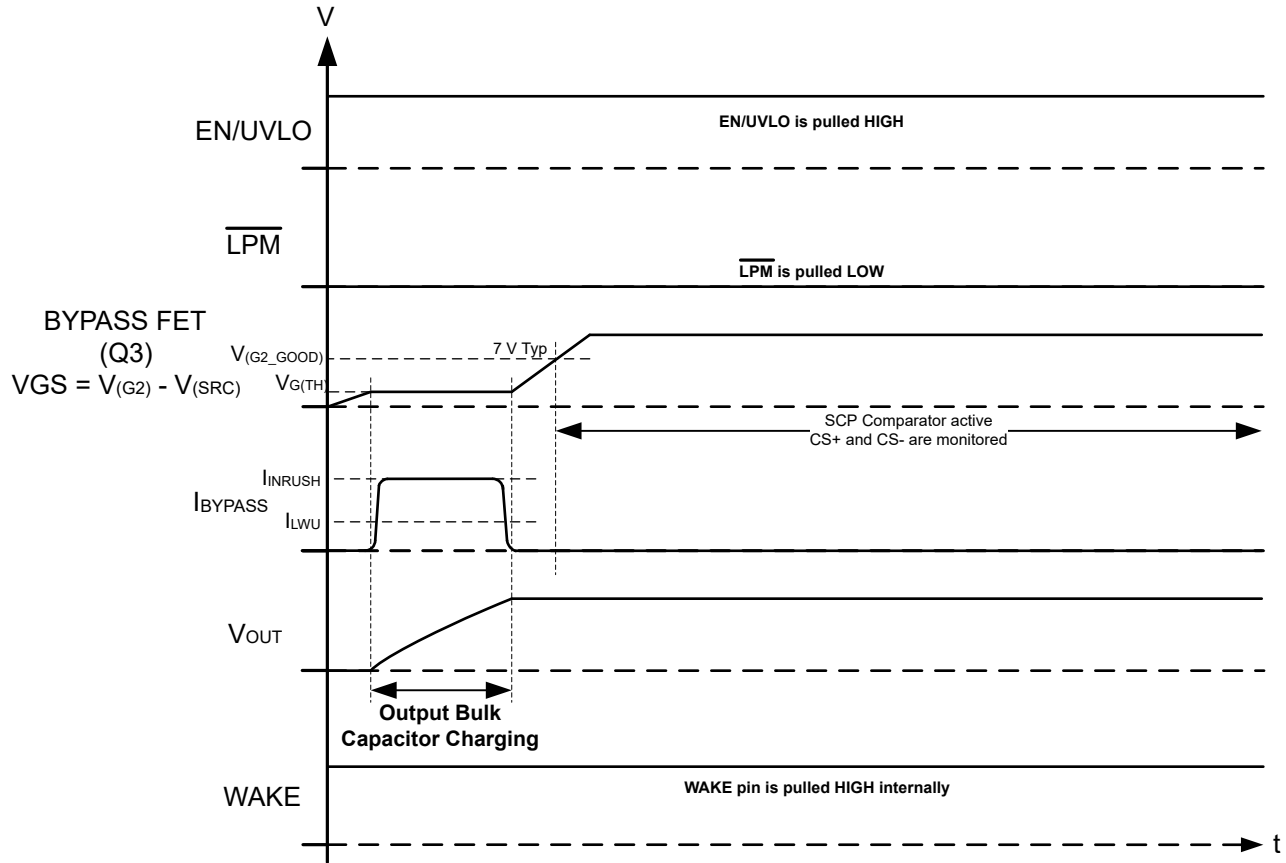 V
EN/UVLO
EN/UVLO is pulled HIGH
LPM
LPM is pulled LOW
BYPASS FET
(Q3)
VGS = V(G2) - V(SRC)
V(G2_GOOD)
7 V Typ
VG(TH)
SCP Comparator active
CS+ and CS- are monitored
IINRUSH
IBYPASS
ILWU
VOUT
Output Bulk
Capacitor Charging
WAKE
WAKE pin is pulled HIGH internally
t